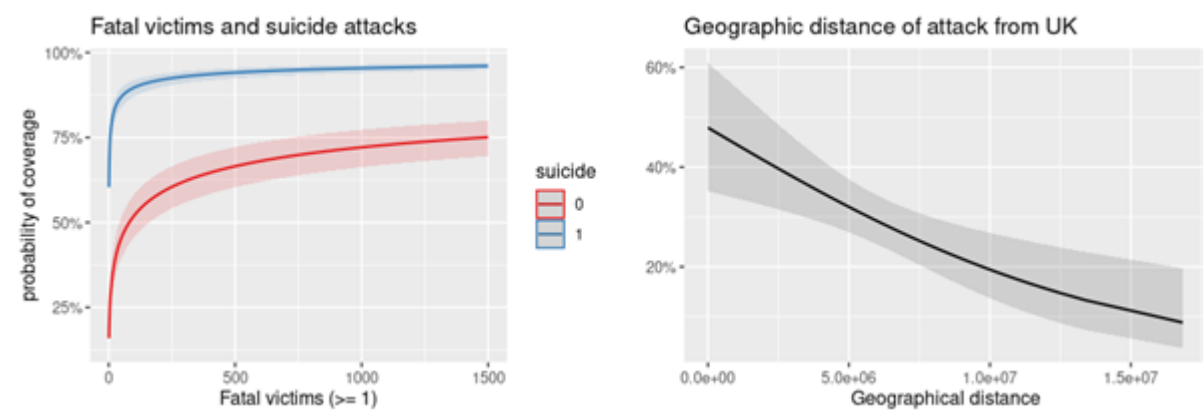 Fatal victims and suicide attacks
100%
75%
50%
25%
probability of coverage
0
500
1000
1500
Fatal victims (>= 1)
suicide
0
1
Geographic distance of attack from UK
60%
40%
20%
0.0e+00
5.0e+06
1.0e+07
1.5e+07
Geographical distance